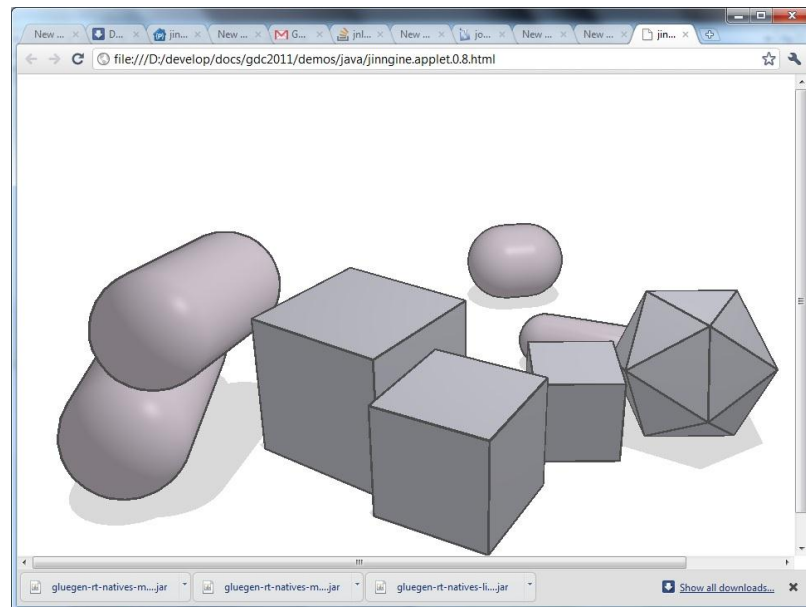 New ... D... jin... New ... G... jnl... New ... jo... New ... New ... jin...
file:///D:/develop/docs/gdc2011/demos/java/jinngine.applet.0.8.html
gluegen-rt-natives-m....jar gluegen-rt-natives-m....jar gluegen-rt-natives-li....jar Show all downloads...